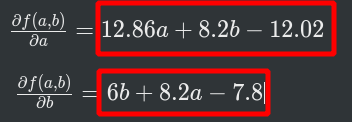 ∂f(a,b)/∂a = 12.86a + 8.2b − 12.02
∂f(a,b)/∂b = 6b + 8.2a − 7.8